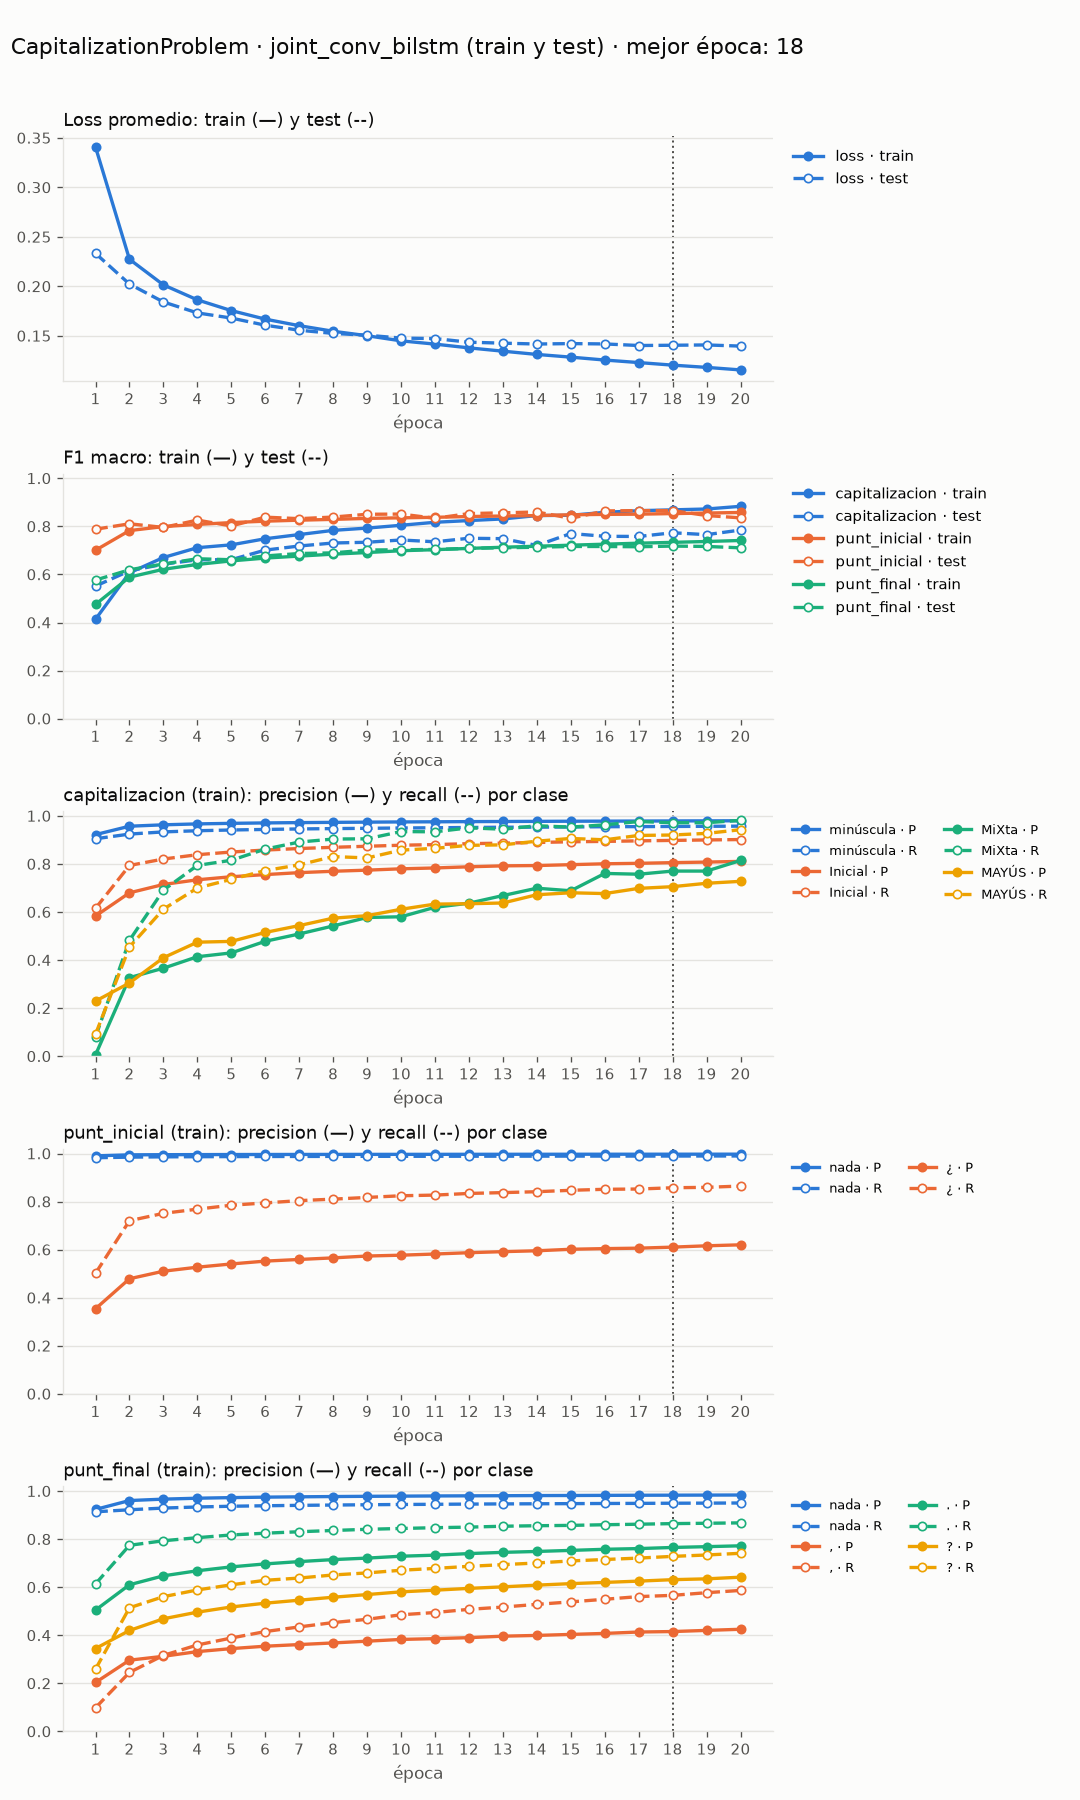 CapitalizationProblem · joint_conv_bilstm (train y test) · mejor época: 18
Loss promedio: train (—) y test (--)
0.35
0.30
0.25
0.20
0.15
1 2 3 4 5 6 7 8 9 10 11 12 13 14 15 16 17 18 19 20
época
loss · train
loss · test
F1 macro: train (—) y test (--)
1.0
0.8
0.6
0.4
0.2
0.0
1 2 3 4 5 6 7 8 9 10 11 12 13 14 15 16 17 18 19 20
época
capitalizacion · train
capitalizacion · test
punt_inicial · train
punt_inicial · test
punt_final · train
punt_final · test
capitalizacion (train): precision (—) y recall (--) por clase
1.0
0.8
0.6
0.4
0.2
0.0
1 2 3 4 5 6 7 8 9 10 11 12 13 14 15 16 17 18 19 20
época
minúscula · P
minúscula · R
Inicial · P
Inicial · R
MiXta · P
MiXta · R
MAYÚS · P
MAYÚS · R
punt_inicial (train): precision (—) y recall (--) por clase
1.0
0.8
0.6
0.4
0.2
0.0
1 2 3 4 5 6 7 8 9 10 11 12 13 14 15 16 17 18 19 20
época
nada · P
nada · R
¿ · P
¿ · R
punt_final (train): precision (—) y recall (--) por clase
1.0
0.8
0.6
0.4
0.2
0.0
1 2 3 4 5 6 7 8 9 10 11 12 13 14 15 16 17 18 19 20
época
nada · P
nada · R
, · P
, · R
. · P
. · R
? · P
? · R